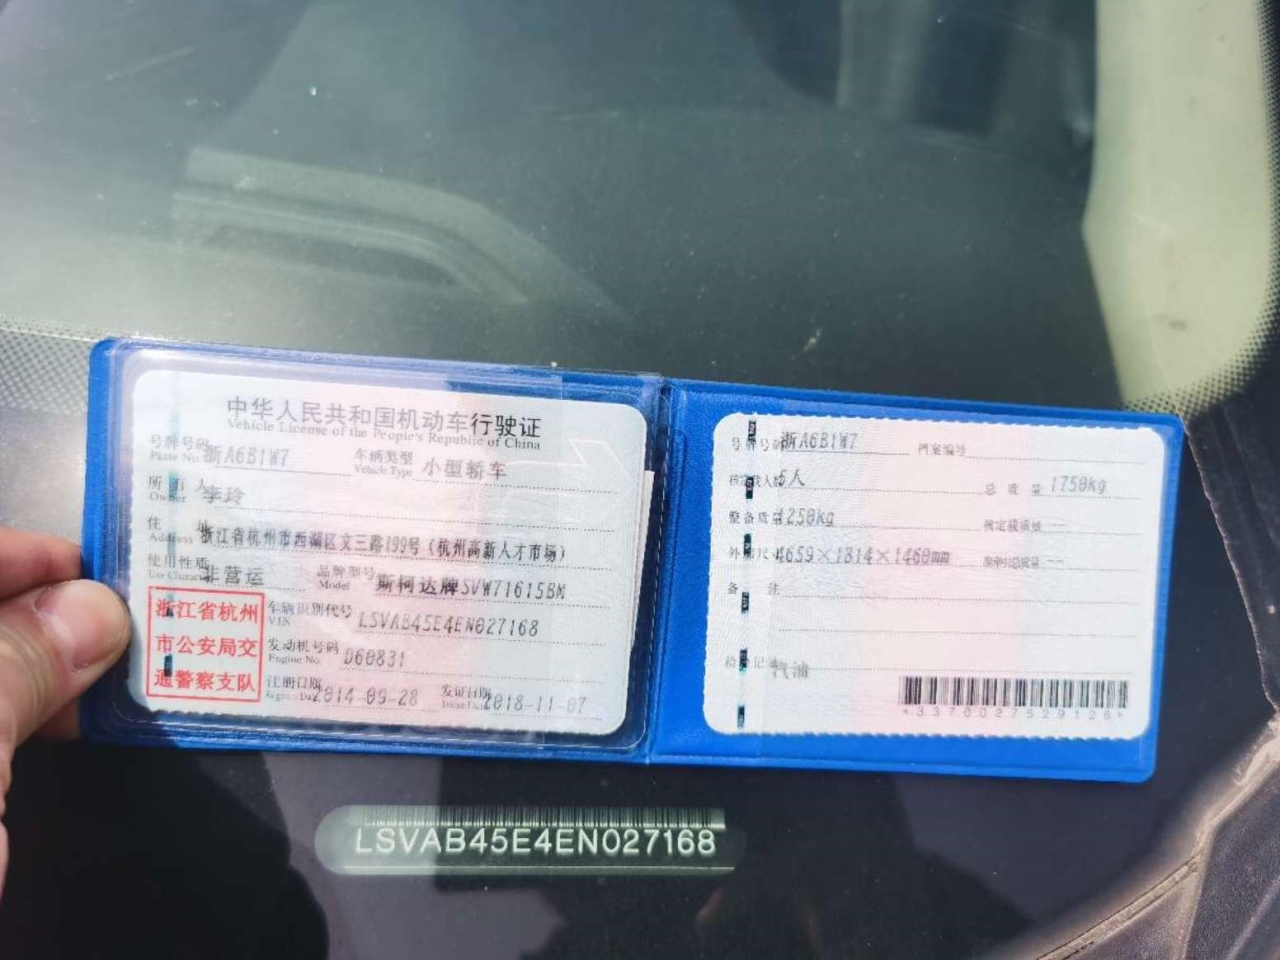 中华人民共和国机动车行驶证
Vehicle License of the People's Republic of China
号牌号码 浙A6B1W7 车辆类型 小型轿车
Plate No. Vehicle Type
所有人 李玲
Owner
住址 浙江省杭州市西湖区文三路199号(杭州高新人才市场)
Address
使用性质 非营运 品牌型号 斯柯达牌SVW71615BM
Use Character Model
浙江省杭州
市公安局交
通警察支队
车辆识别代号 LSVAB45E4EN027168
VIN
发动机号码 D60831
Engine No.
注册日期 2014-09-28 发证日期 2018-11-07
Register Date Issue Date
号牌号码 浙A6B1W7 档案编号
核定载人数 5人 总质量 1750kg
整备质量 1250kg 核定载质量 --
外廓尺寸 4659×1814×1460mm 准牵引总质量 --
备注
检验记录 汽油
*3370027529126*
LSVAB45E4EN027168